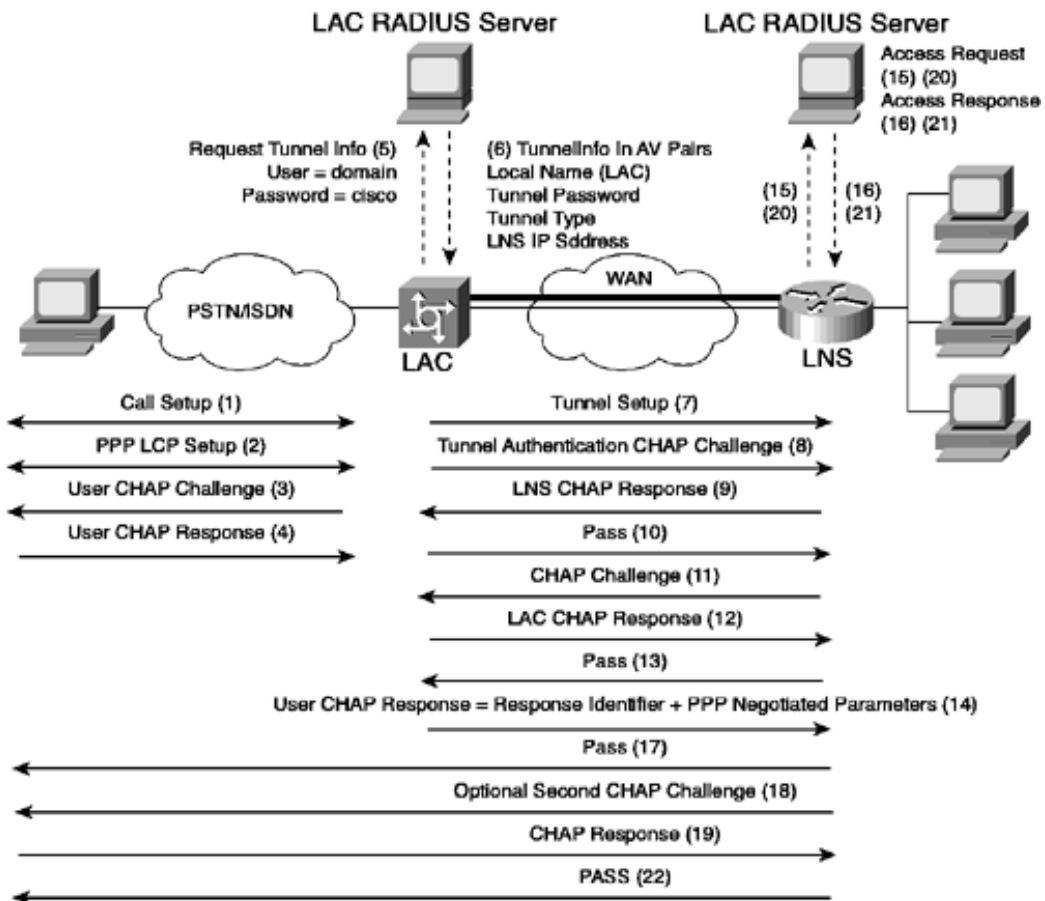 LAC RADIUS Server
LAC RADIUS Server
Access Request
(15) (20)
Access Response
(16) (21)
Request Tunnel Info (5)
User = domain
Password = cisco
(6) TunnelInfo In AV Pairs
Local Name (LAC)
Tunnel Password
Tunnel Type
LNS IP Sddress
(15)
(20)
(16)
(21)
PSTN/ISDN
LAC
WAN
LNS
Call Setup (1)
Tunnel Setup (7)
PPP LCP Setup (2)
Tunnel Authentication CHAP Challenge (8)
User CHAP Challenge (3)
LNS CHAP Response (9)
User CHAP Response (4)
Pass (10)
CHAP Challenge (11)
LAC CHAP Response (12)
Pass (13)
User CHAP Response = Response Identifier + PPP Negotiated Parameters (14)
Pass (17)
Optional Second CHAP Challenge (18)
CHAP Response (19)
PASS (22)